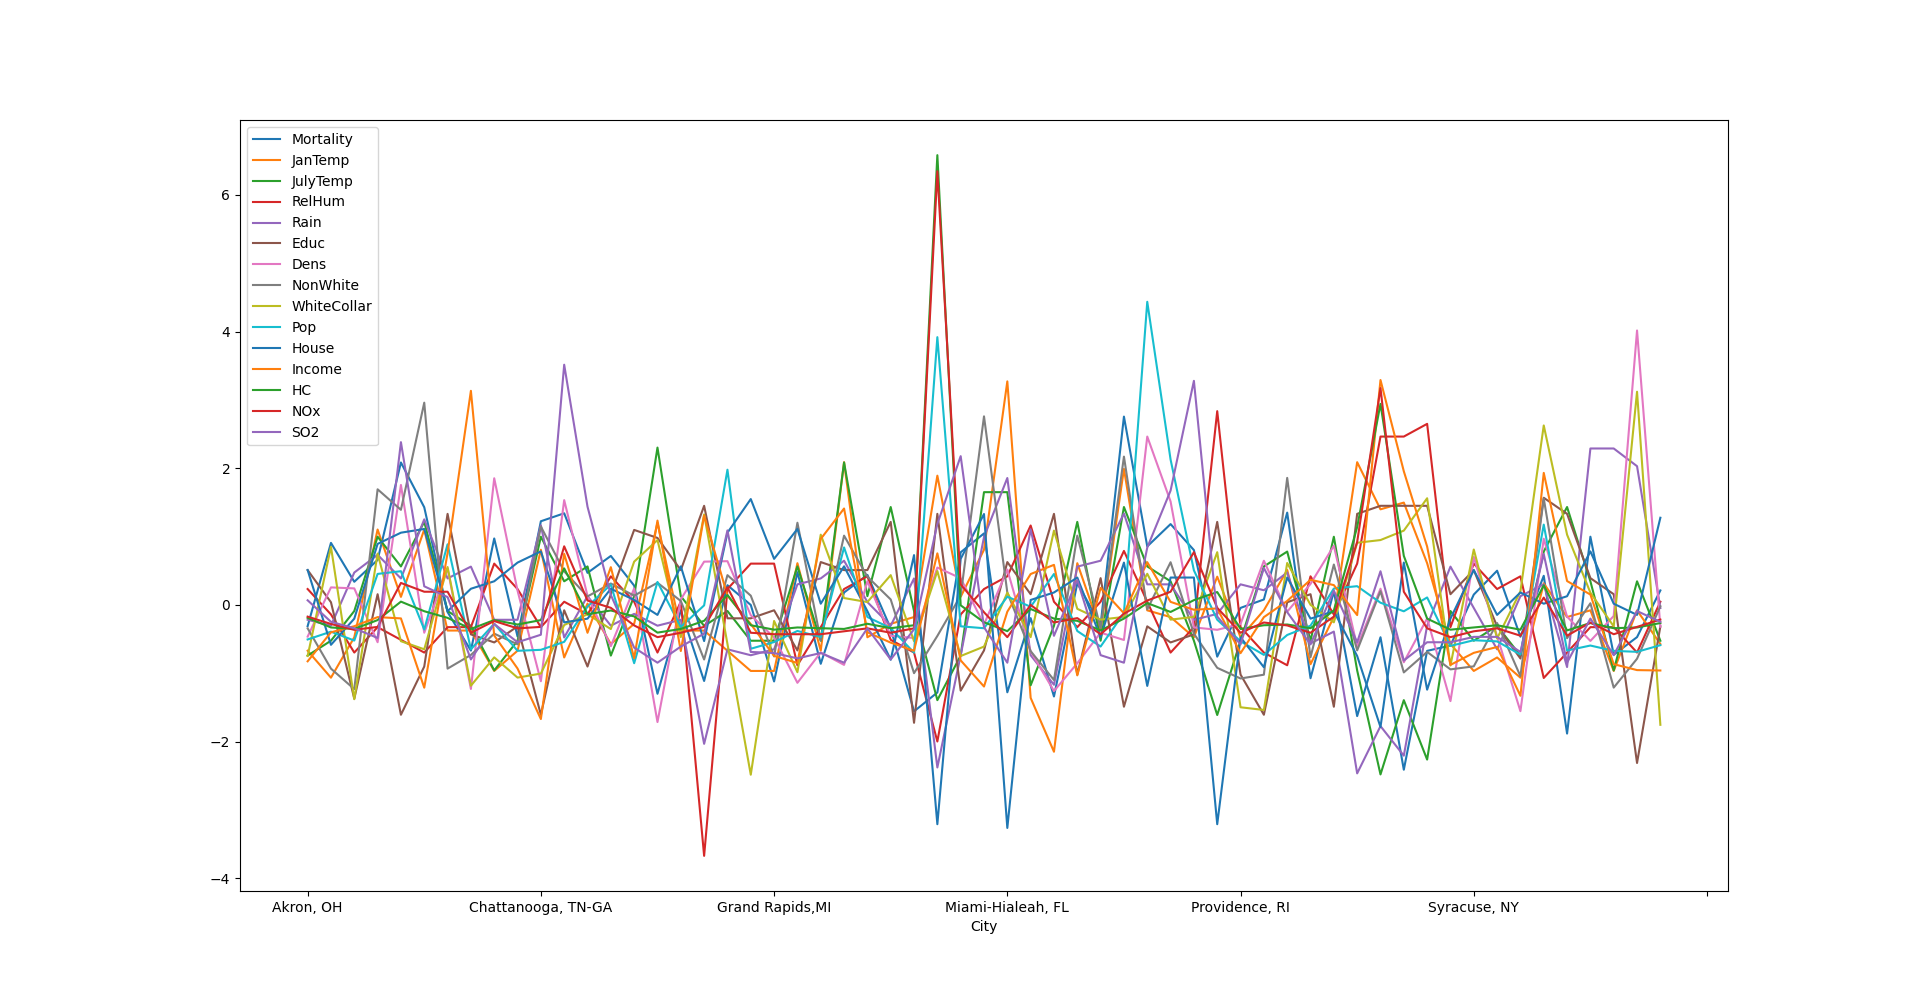 Mortality
JanTemp
JulyTemp
RelHum
Rain
Educ
Dens
NonWhite
WhiteCollar
Pop
House
Income
HC
NOx
SO2
6
4
2
0
−2
−4
Akron, OH
Chattanooga, TN-GA
Grand Rapids,MI
Miami-Hialeah, FL
Providence, RI
Syracuse, NY
City